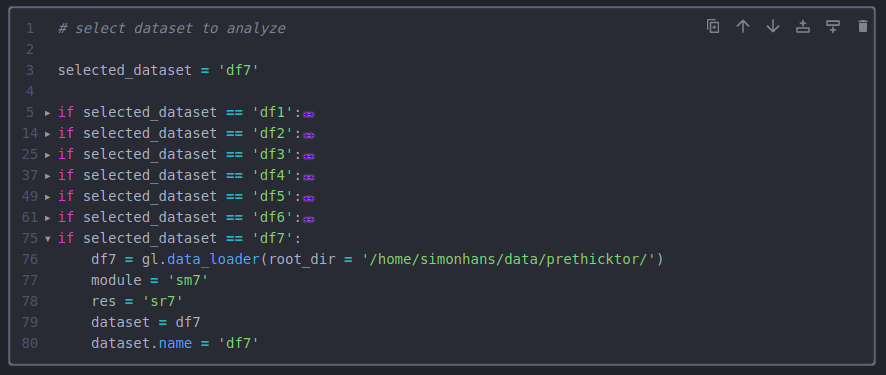 1 # select dataset to analyze
2
3 selected_dataset = 'df7'
4
5 if selected_dataset == 'df1':
14 if selected_dataset == 'df2':
25 if selected_dataset == 'df3':
37 if selected_dataset == 'df4':
49 if selected_dataset == 'df5':
61 if selected_dataset == 'df6':
75 if selected_dataset == 'df7':
76 df7 = gl.data_loader(root_dir = '/home/simonhans/data/prethicktor/')
77 module = 'sm7'
78 res = 'sr7'
79 dataset = df7
80 dataset.name = 'df7'